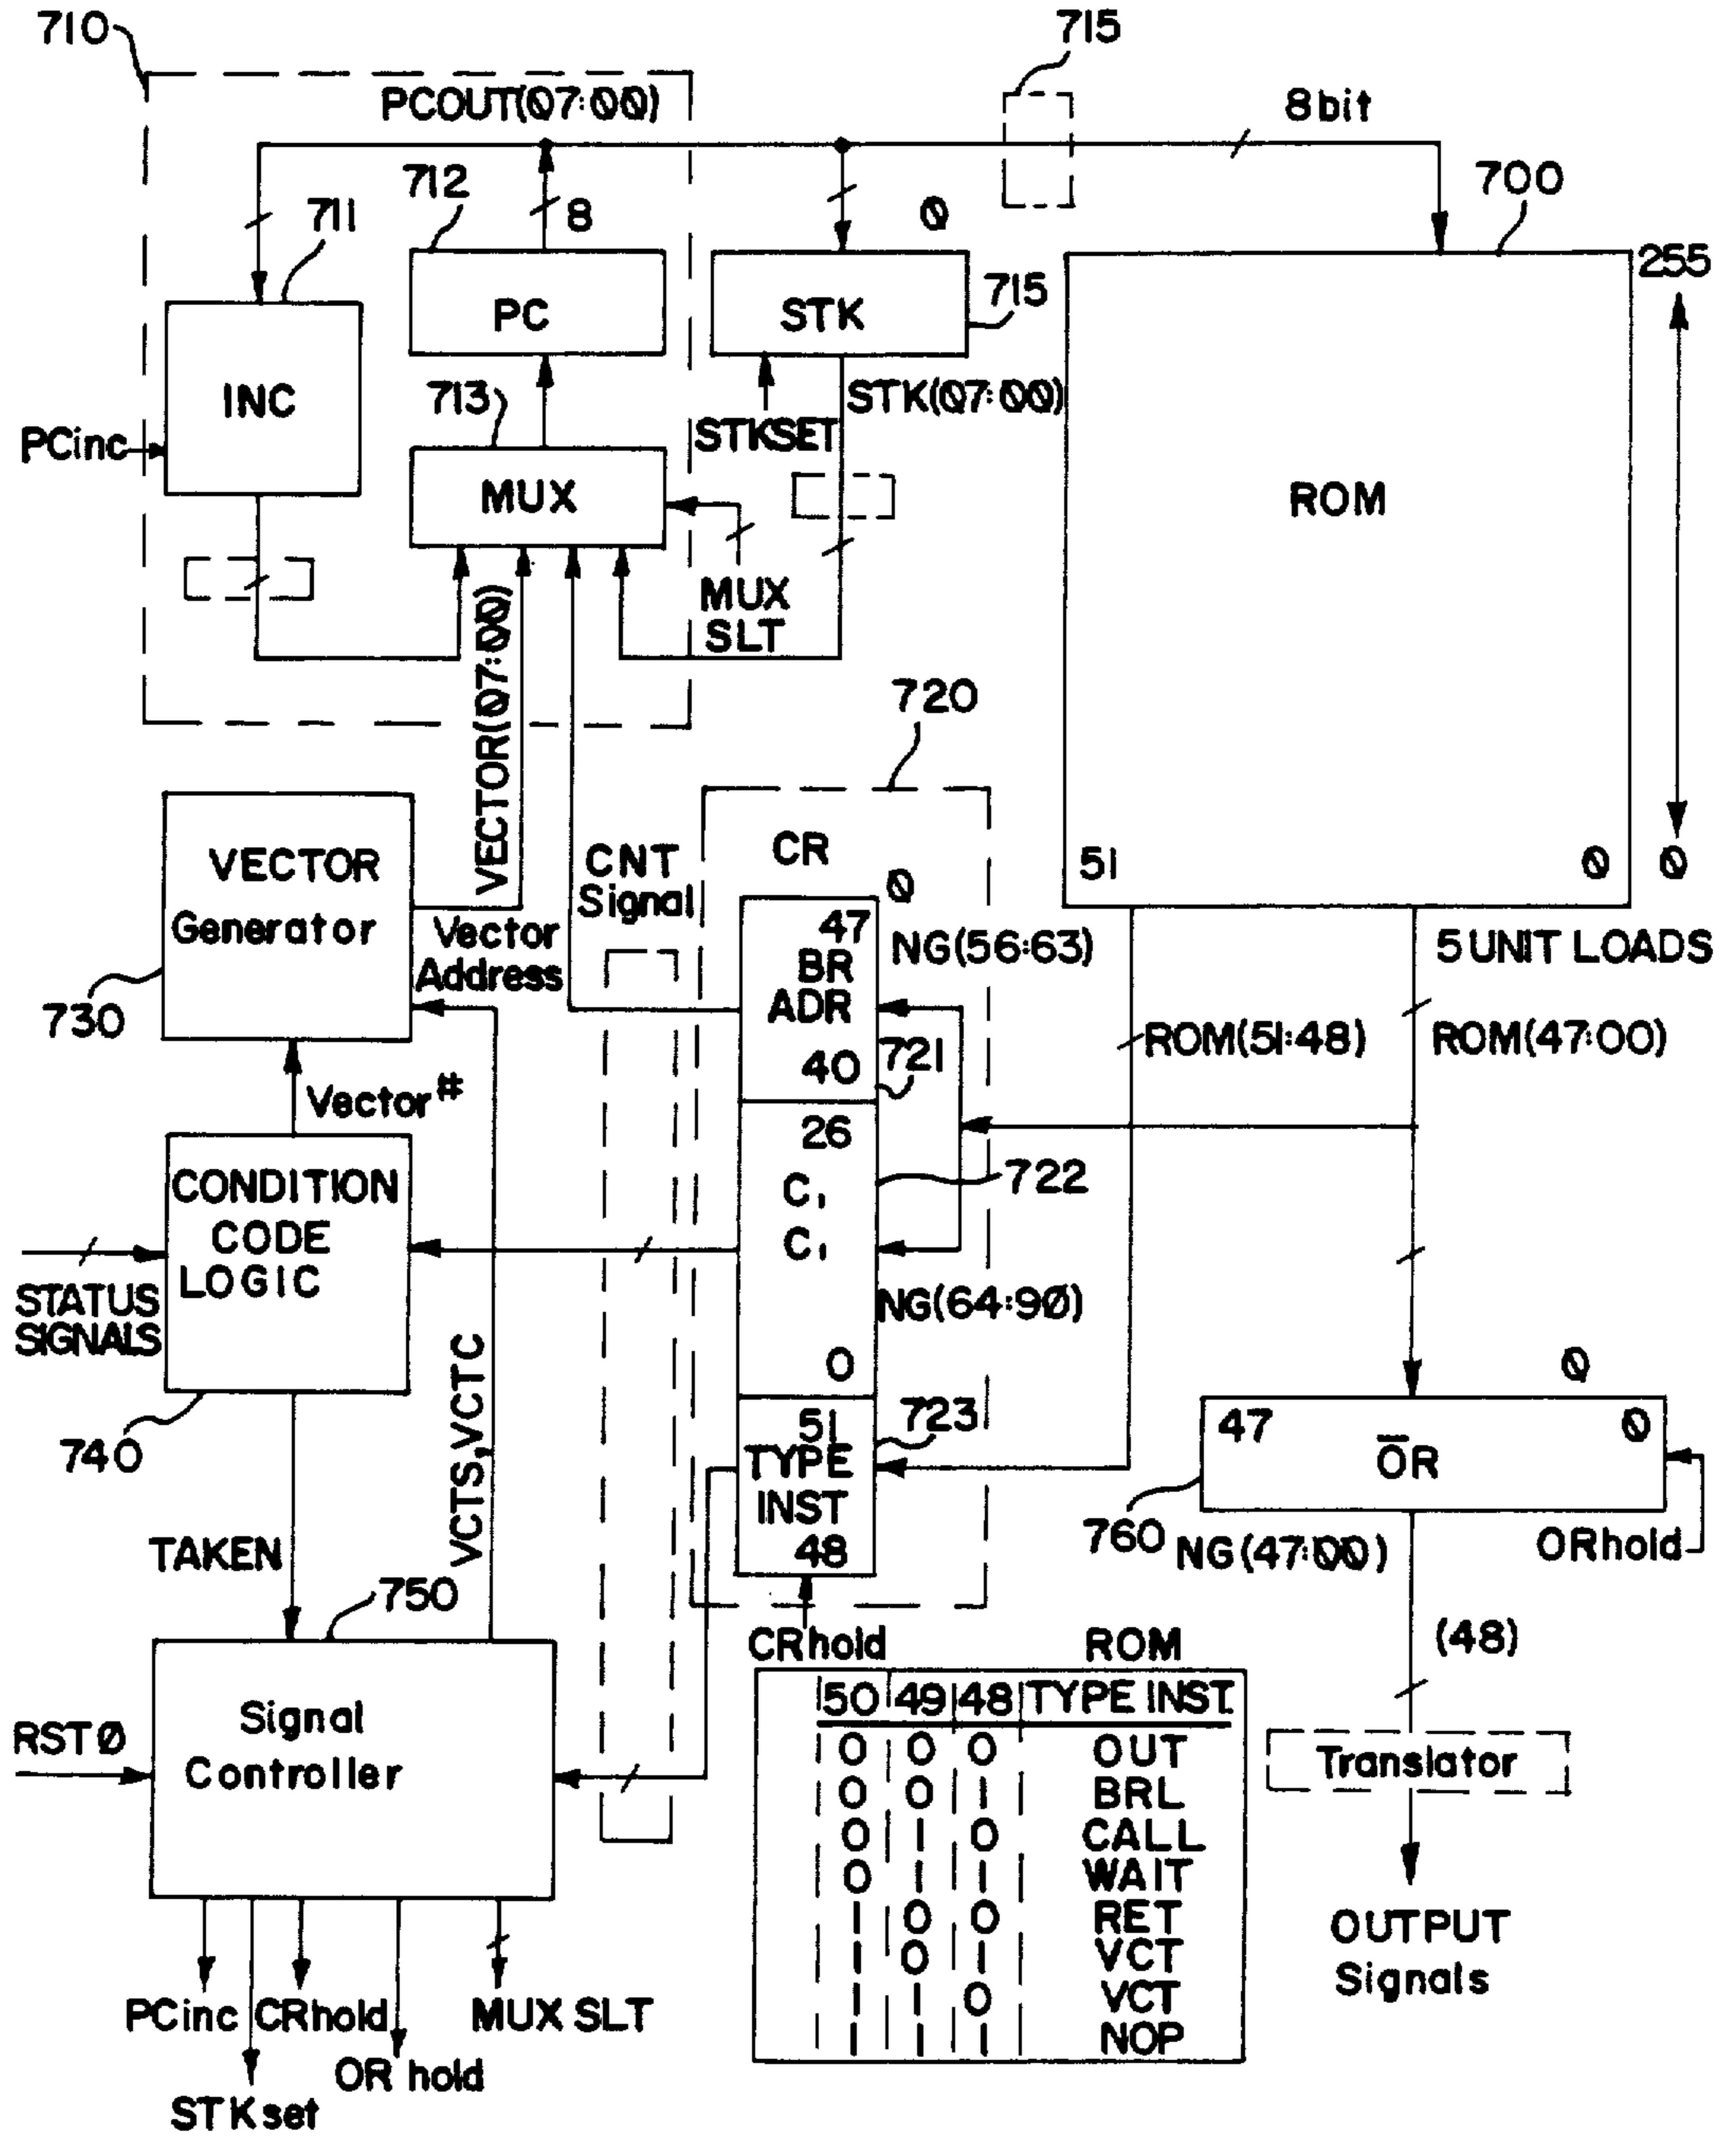 710
715
PCOUT(07:00)
8bit
712
8
700
711
0
255
PC
STK
715
INC
713
STK(07:00)
STKSET
PCinc
MUX
ROM
MUX
SLT
VECTOR(07:00)
720
VECTOR
Generator
CNT
Signal
CR
0
51
0
0
47
BR
ADR
40
NG(56:63)
5 UNIT LOADS
Vector
Address
730
721
ROM(51:48)
ROM(47:00)
Vector#
26
C1
C1
0
722
CONDITION
CODE
LOGIC
STATUS
SIGNALS
NG(64:90)
0
740
VCTS,VCTC
51
TYPE
INST
48
723
47
0
OR
760
NG(47:00)
ORhold
TAKEN
750
CRhold
ROM
(48)
RST0
Signal
Controller
50 49 48 TYPE INST.
0 0 0 OUT
0 0 1 BRL
0 1 0 CALL
0 1 1 WAIT
1 0 0 RET
1 0 1 VCT
1 1 0 VCT
1 1 1 NOP
Translator
OUTPUT
Signals
PCinc
CRhold
MUX SLT
OR hold
STKset